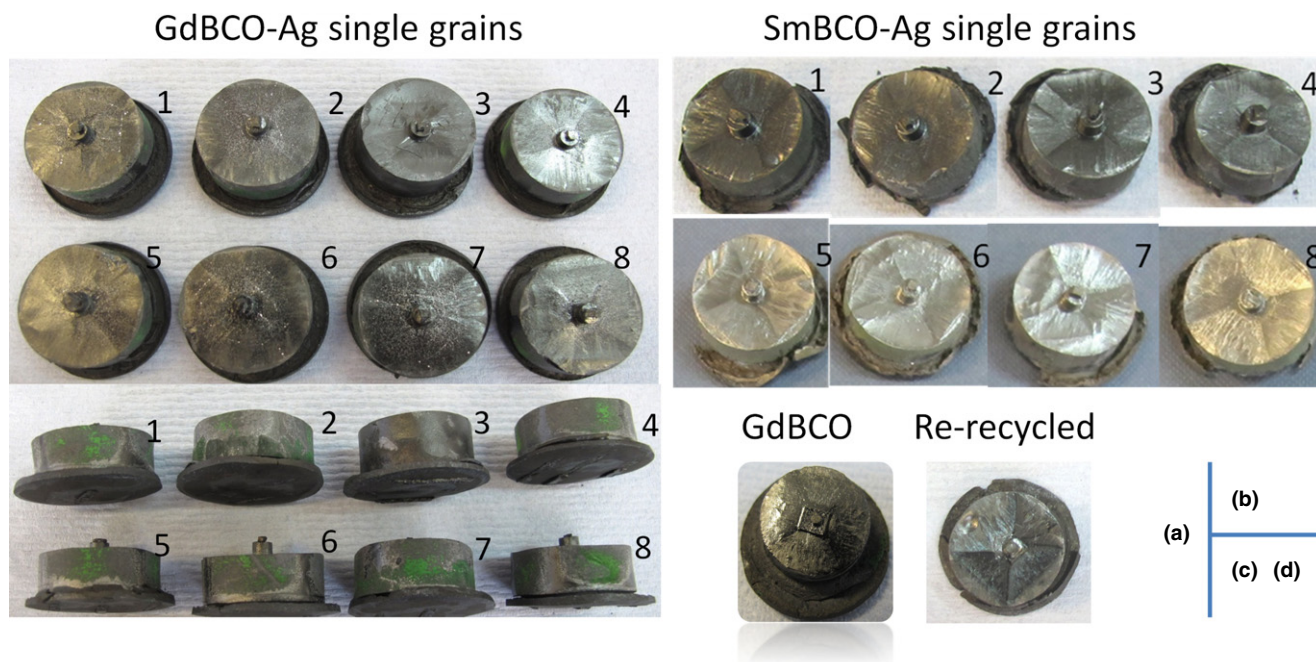 GdBCO-Ag single grains
1 2 3 4
5 6 7 8
1 2 3 4
5 6 7 8
SmBCO-Ag single grains
1 2 3 4
5 6 7 8
GdBCO Re-recycled
(a)
(b)
(c) (d)